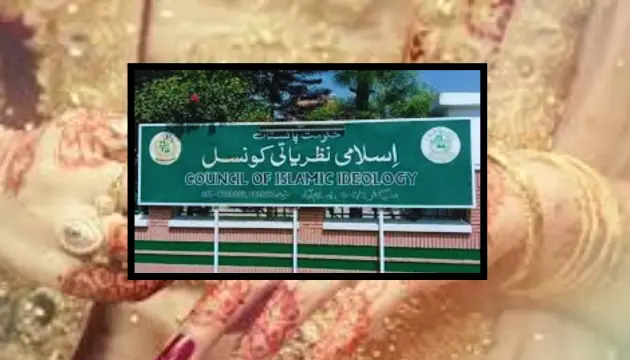 حکومت پاکستان
اسلامی نظریاتی کونسل
COUNCIL OF ISLAMIC IDEOLOGY